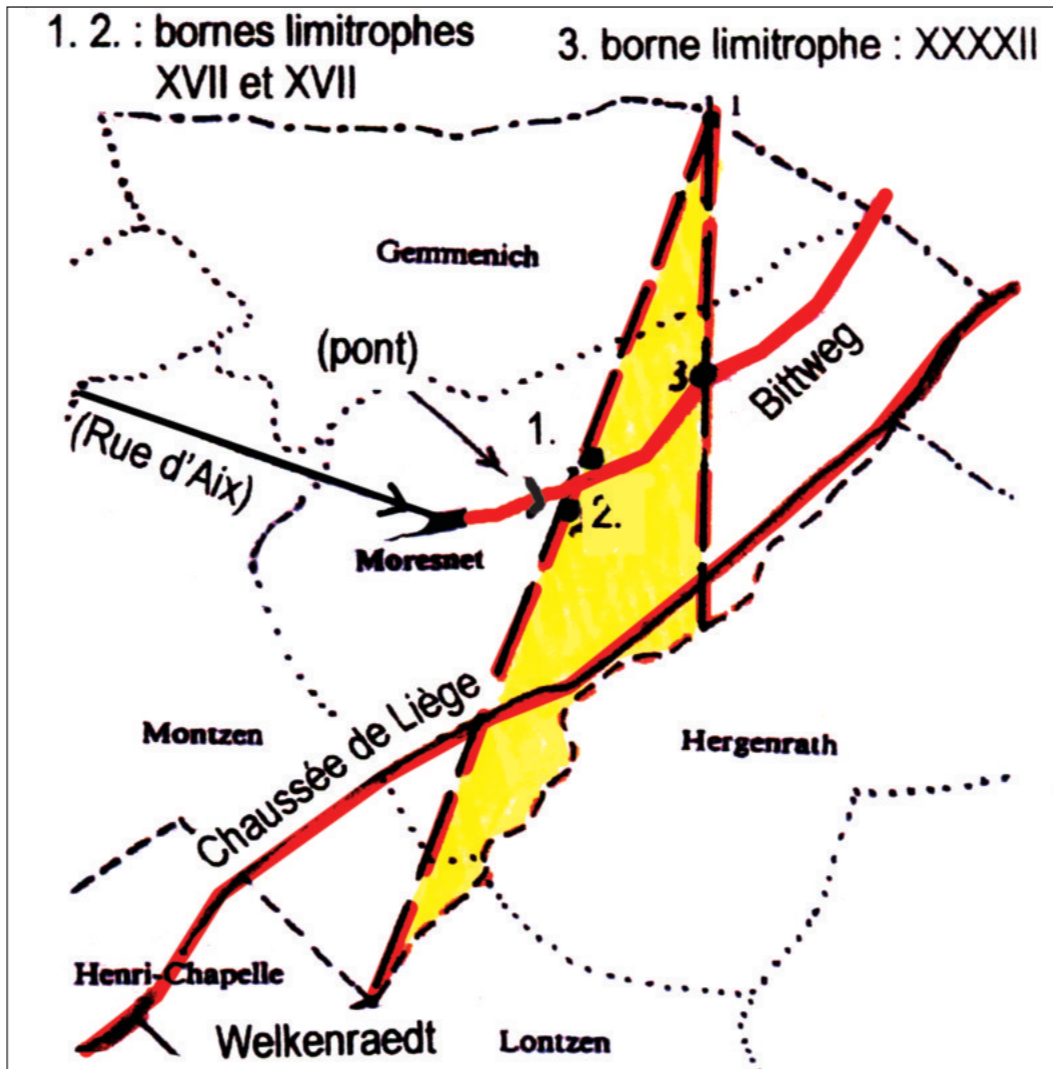 1. 2. : bornes limitrophes
XVII et XVII
3. borne limitrophe : XXXXII
1
Gemmenich
(pont)
3
Bittweg
1.
(Rue d'Aix)
2.
Moresnet
Chaussée de Liège
Montzen
Hergenrath
Henri-Chapelle
Welkenraedt
Lontzen